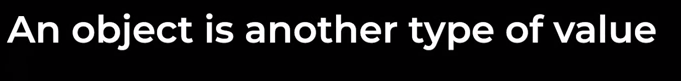 An object is another type of value